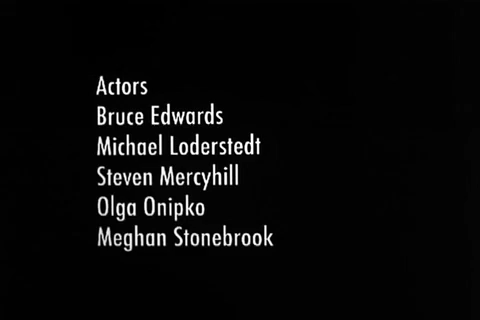 Actors
Bruce Edwards
Michael Loderstedt
Steven Mercyhill
Olga Onipko
Meghan Stonebrook